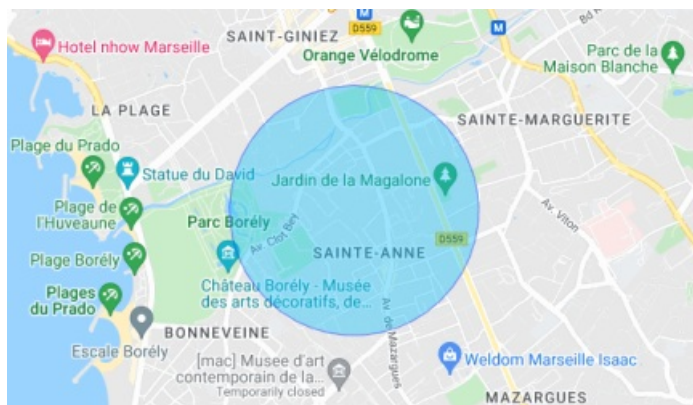 D559
M
SAINT-GINIEZ
Hotel nhow Marseille
Orange Vélodrome
M
Bd R
Parc de la
Maison Blanche
LA PLAGE
SAINTE-MARGUERITE
Plage du Prado
Statue du David
Jardin de la Magalone
Plage de
l'Huveaune
Parc Borély
Av. Clot Bey
Av. Viton
D559
Plage Borély
SAINTE-ANNE
Château Borély - Musée
des arts décoratifs, de...
Plages
du Prado
Av. de Mazargues
BONNEVEINE
Escale Borély
[mac] Musee d'art
contemporain de la...
Temporarily closed
Weldom Marseille Isaac
MAZARGUES